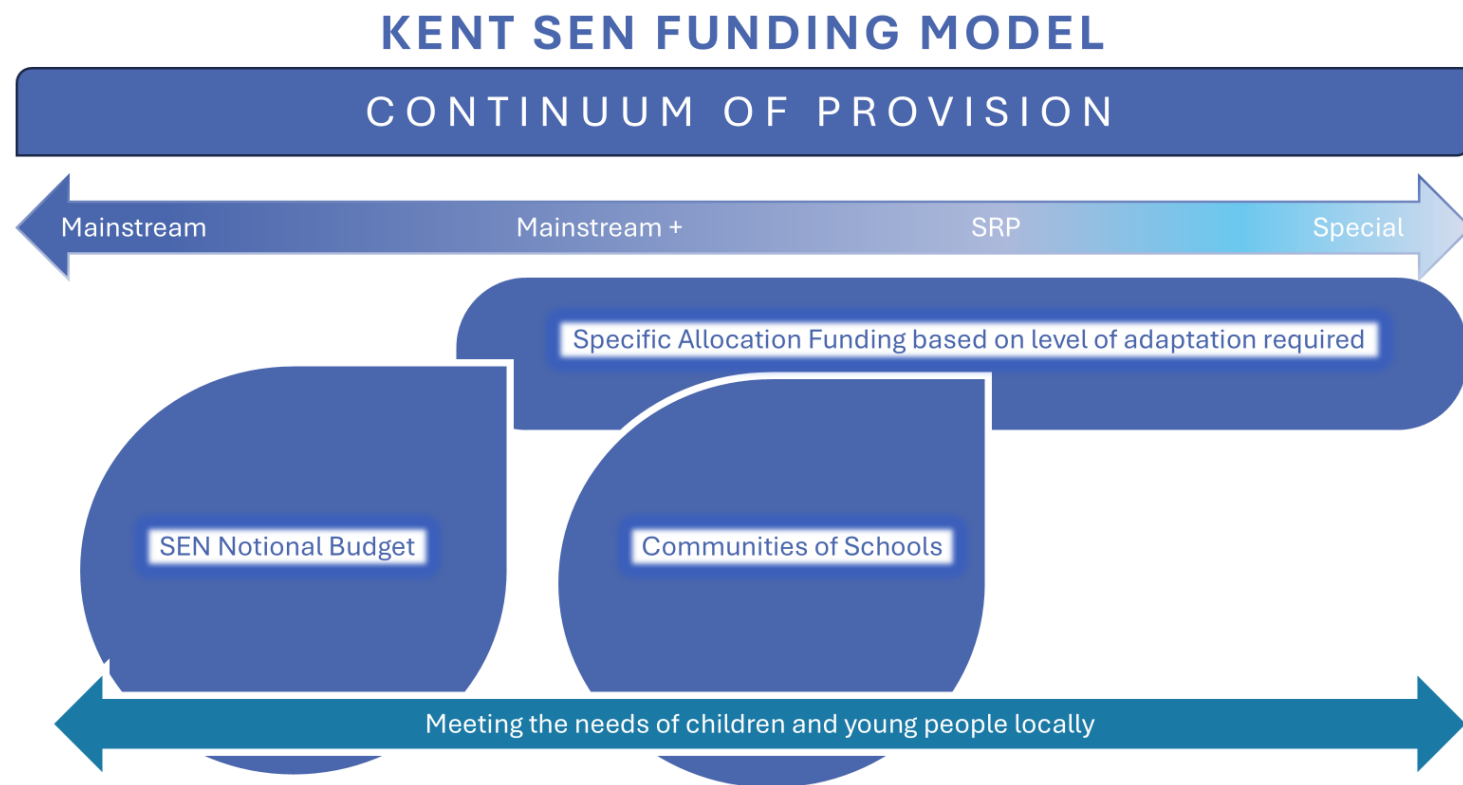 KENT SEN FUNDING MODEL
CONTINUUM OF PROVISION
Mainstream Mainstream + SRP Special
Specific Allocation Funding based on level of adaptation required
SEN Notional Budget Communities of Schools
Meeting the needs of children and young people locally